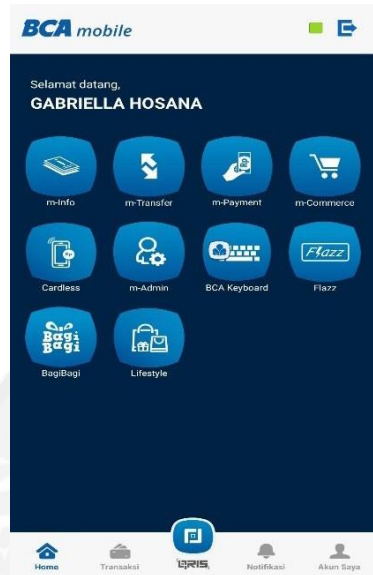 BCA mobile
Selamat datang,
GABRIELLA HOSANA
m-Info m-Transfer m-Payment m-Commerce
Cardless m-Admin BCA Keyboard Flazz
Flazz
Bagi
Bagi
BagiBagi Lifestyle
Home Transaksi QRIS Notifikasi Akun Saya